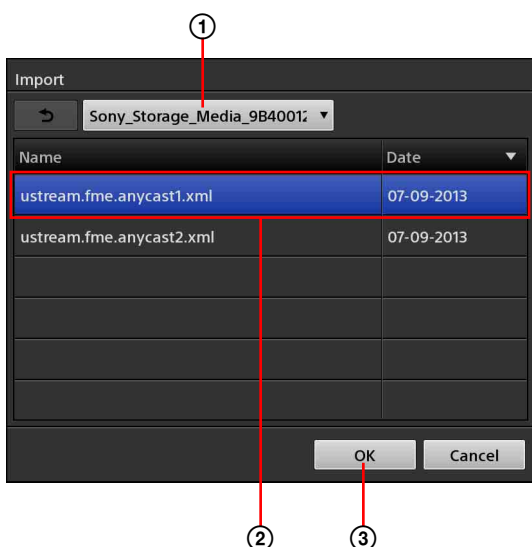 ①
Import
Sony_Storage_Media_9B40012
Name Date
ustream.fme.anycast1.xml 07-09-2013
ustream.fme.anycast2.xml 07-09-2013
OK Cancel
② ③